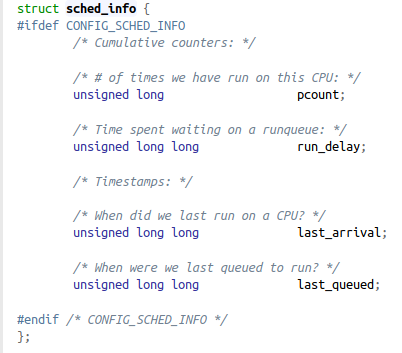 struct sched_info {
#ifdef CONFIG_SCHED_INFO
/* Cumulative counters: */
/* # of times we have run on this CPU: */
unsigned long pcount;
/* Time spent waiting on a runqueue: */
unsigned long long run_delay;
/* Timestamps: */
/* When did we last run on a CPU? */
unsigned long long last_arrival;
/* When were we last queued to run? */
unsigned long long last_queued;
#endif /* CONFIG_SCHED_INFO */
};